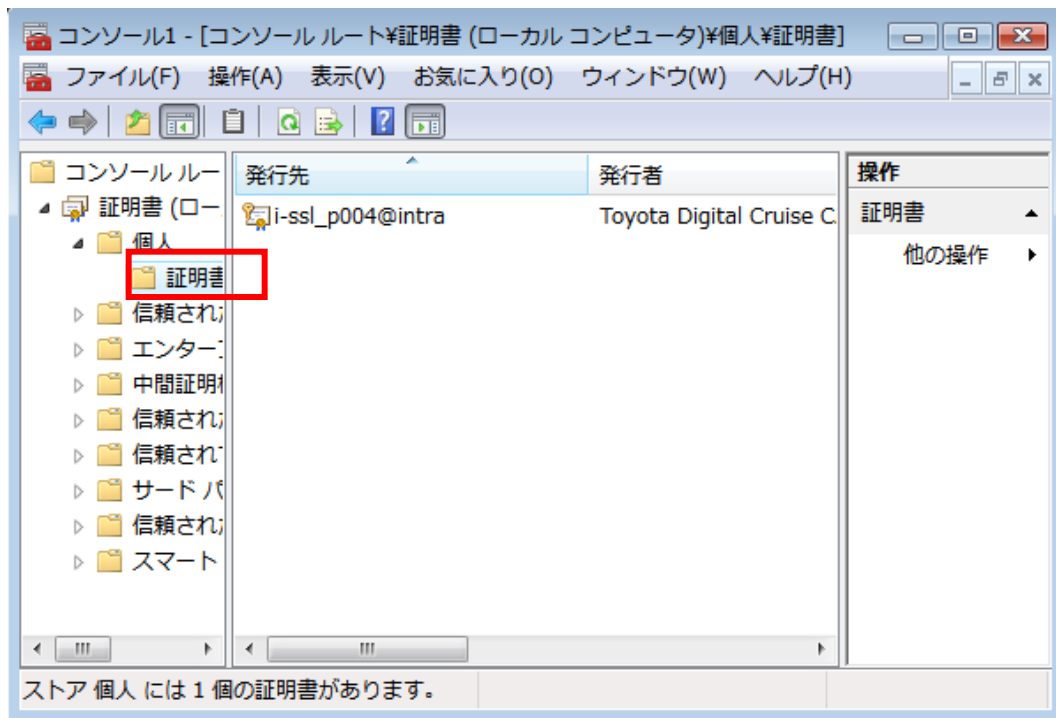 コンソール1 - [コンソール ルート¥証明書 (ローカル コンピュータ)¥個人¥証明書]
ファイル(F) 操作(A) 表示(V) お気に入り(O) ウィンドウ(W) ヘルプ(H)
コンソール ルー
証明書 (ロー
個人
証明書
信頼され
エンター
中間証明
信頼され
信頼され
サード パ
信頼され
スマート
発行先 発行者
i-ssl_p004@intra Toyota Digital Cruise C
操作
証明書
他の操作
ストア 個人 には 1 個の証明書があります。